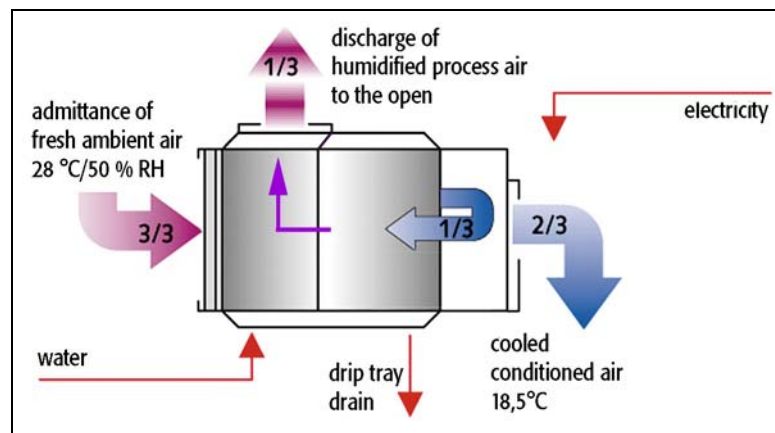 discharge of
humidified process air
to the open
1/3
admittance of
fresh ambient air
28 °C/50 % RH
electricity
3/3
1/3
2/3
water
drip tray
drain
cooled
conditioned air
18,5°C